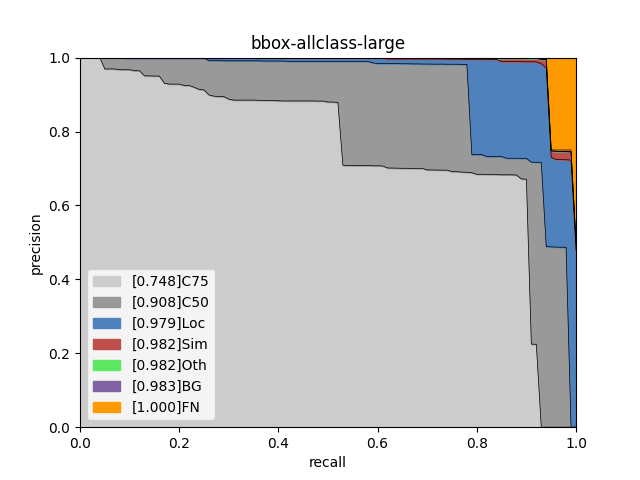 bbox-allclass-large
precision
1.0
0.8
0.6
0.4
0.2
0.0
[0.748]C75
[0.908]C50
[0.979]Loc
[0.982]Sim
[0.982]Oth
[0.983]BG
[1.000]FN
0.0 0.2 0.4 0.6 0.8 1.0
recall